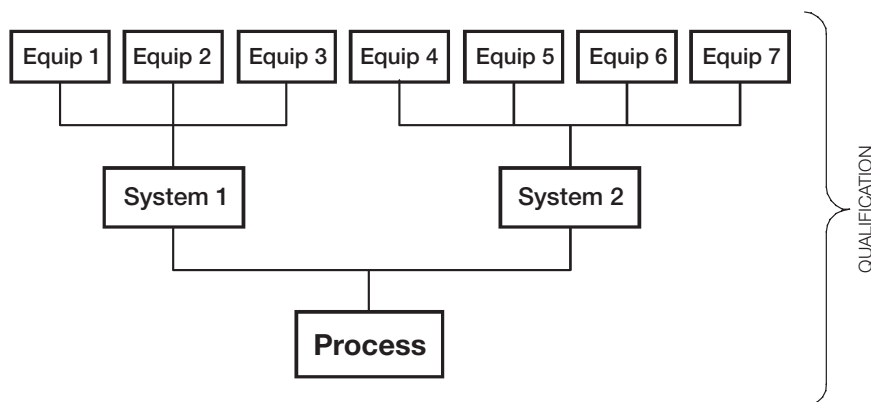 Equip 1
Equip 2
Equip 3
Equip 4
Equip 5
Equip 6
Equip 7
System 1
System 2
Process
QUALIFICATION